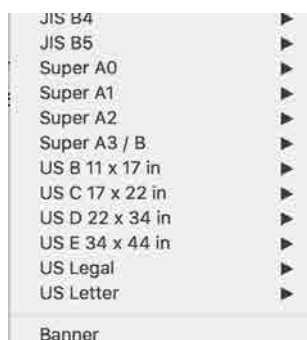 JIS B4
JIS B5
Super A0
Super A1
Super A2
Super A3 / B
US B 11 x 17 in
US C 17 x 22 in
US D 22 x 34 in
US E 34 x 44 in
US Legal
US Letter
Banner